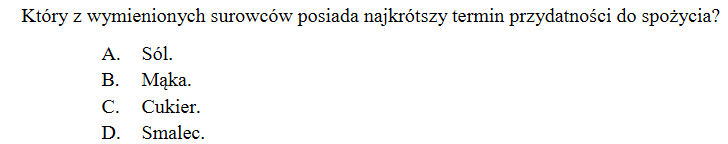 Który z wymienionych surowców posiada najkrótszy termin przydatności do spożycia?
A. Sól.
B. Mąka.
C. Cukier.
D. Smalec.